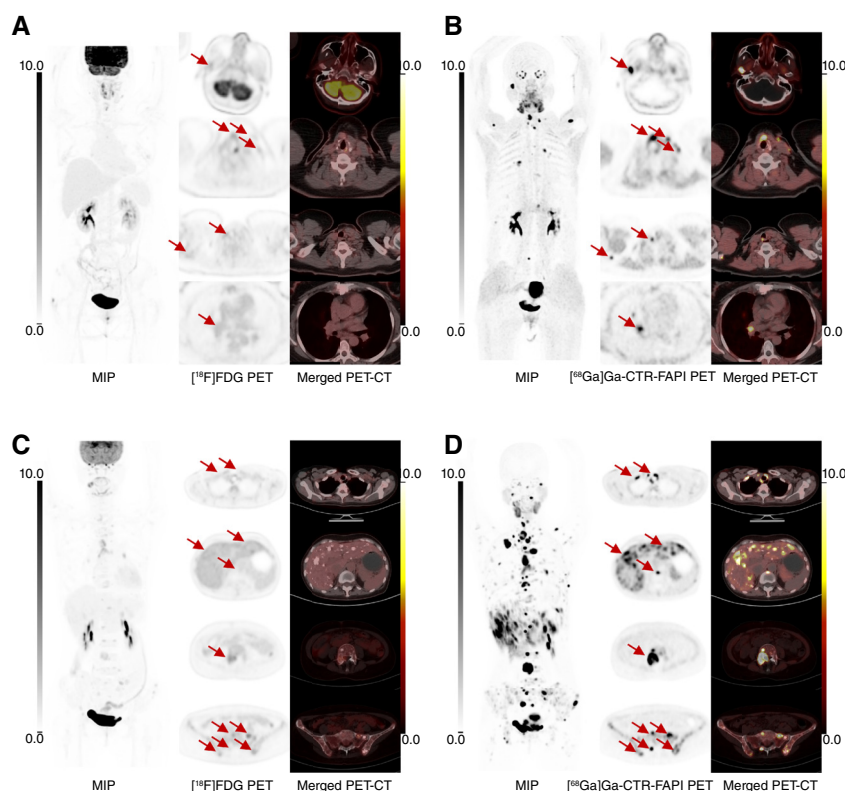 A
B
10.0
10.0
10.0
10.0
0.0
0.0
0.0
0.0
MIP
[¹⁸F]FDG PET
Merged PET-CT
MIP
[⁶⁸Ga]Ga-CTR-FAPI PET
Merged PET-CT
C
D
10.0
10.0
10.0
10.0
0.0
0.0
0.0
0.0
MIP
[¹⁸F]FDG PET
Merged PET-CT
MIP
[⁶⁸Ga]Ga-CTR-FAPI PET
Merged PET-CT